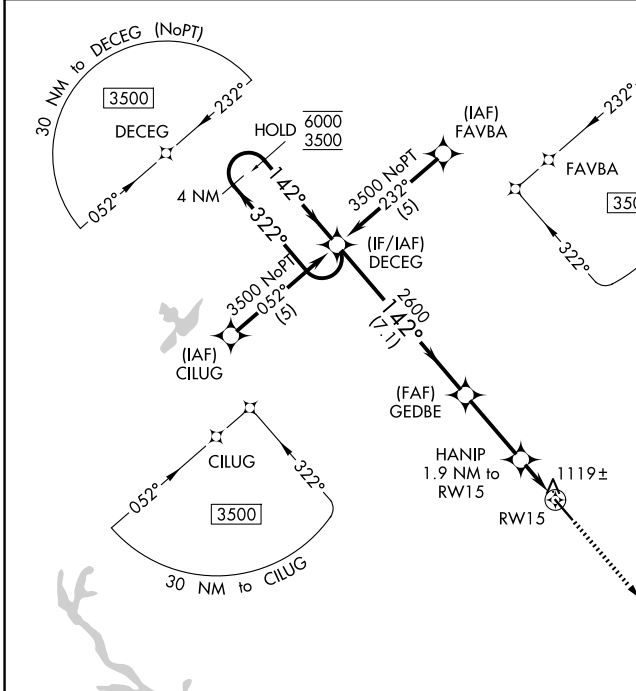 30 NM to DECEG (NoPT)
3500
232°
DECEG
052°
HOLD
6000
3500
4 NM
142°
322°
(IAF)
FAVBA
3500 NoPT
232°
(5)
FAVBA
322°
(IF/IAF)
DECEG
3500 NoPT
052°
(5)
(IAF)
CILUG
2600
142°
(7.1)
(FAF)
GEDBE
HANIP
1.9 NM to
RW15
1119±
RW15
CILUG
052°
322°
3500
30 NM to CILUG